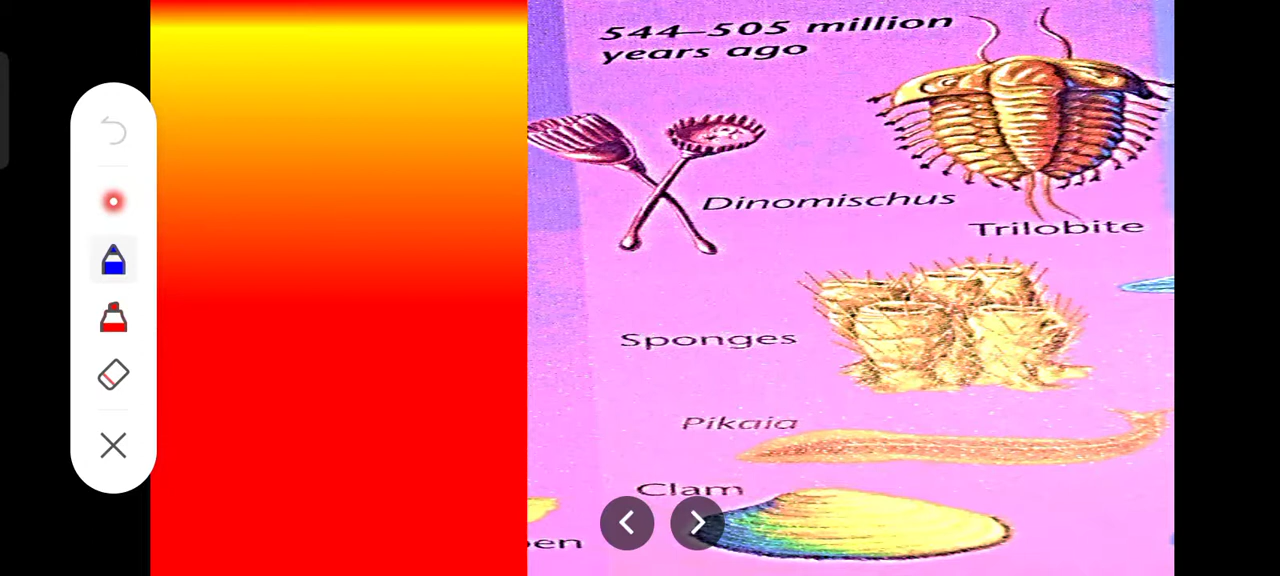 544–505 million
years ago
Dinomischus
Trilobite
Sponges
Pikaia
Clam